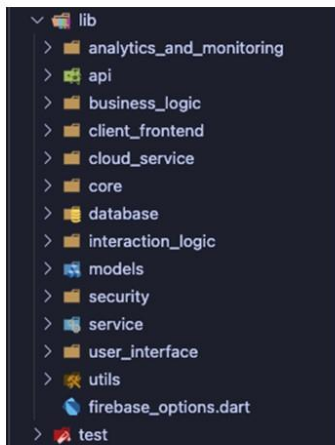 lib
analytics_and_monitoring
api
business_logic
client_frontend
cloud_service
core
database
interaction_logic
models
security
service
user_interface
utils
firebase_options.dart
test